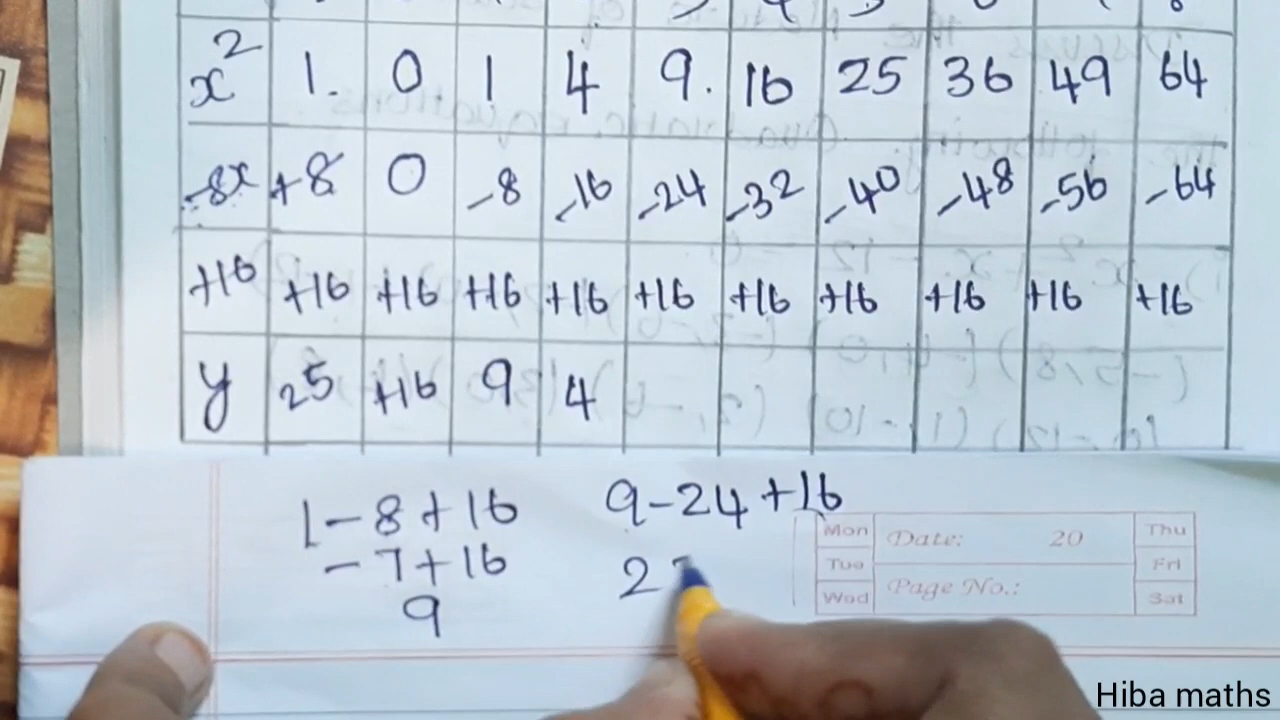 x² 1. 0 1 4 9. 16 25 36 49 64
-8x +8 0 -8 -16 -24 -32 -40 -48 -56 -64
+16 +16 +16 +16 +16 +16 +16 +16 +16 +16 +16
y 25 +16 9 4
1-8+16 9-24+16
-7+16 2
9
Mon Date: 20 Thu
Tue Fri
Wed Page No.: Sat
Hiba maths